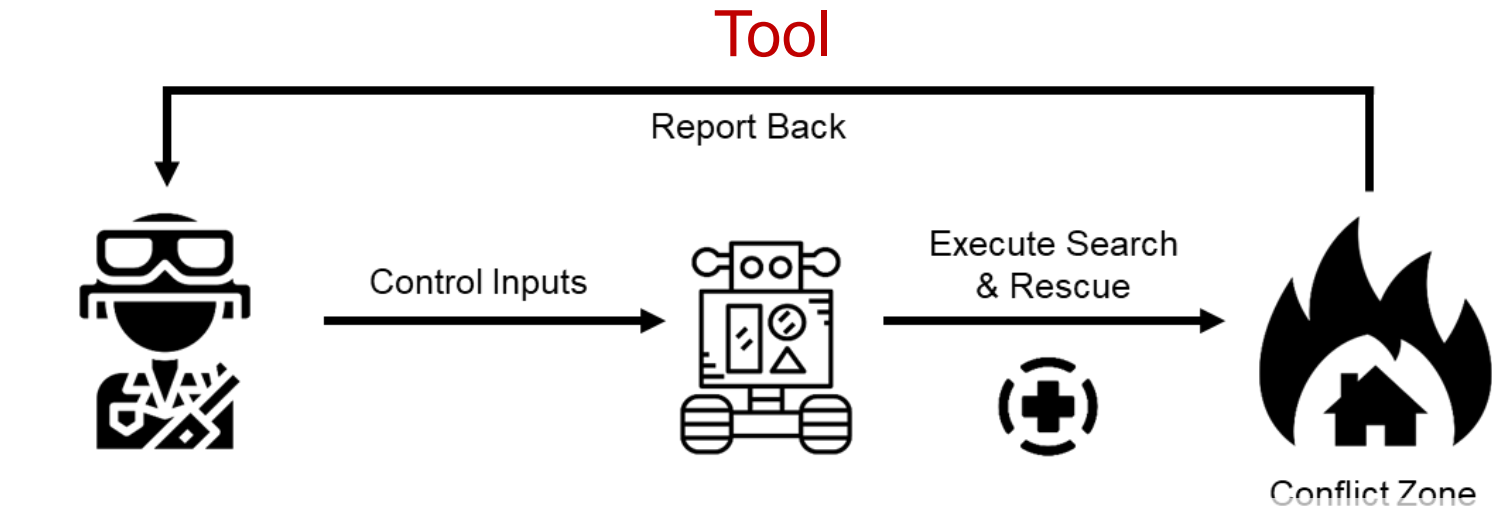 Tool
Report Back
Control Inputs
Execute Search
& Rescue
Conflict Zone